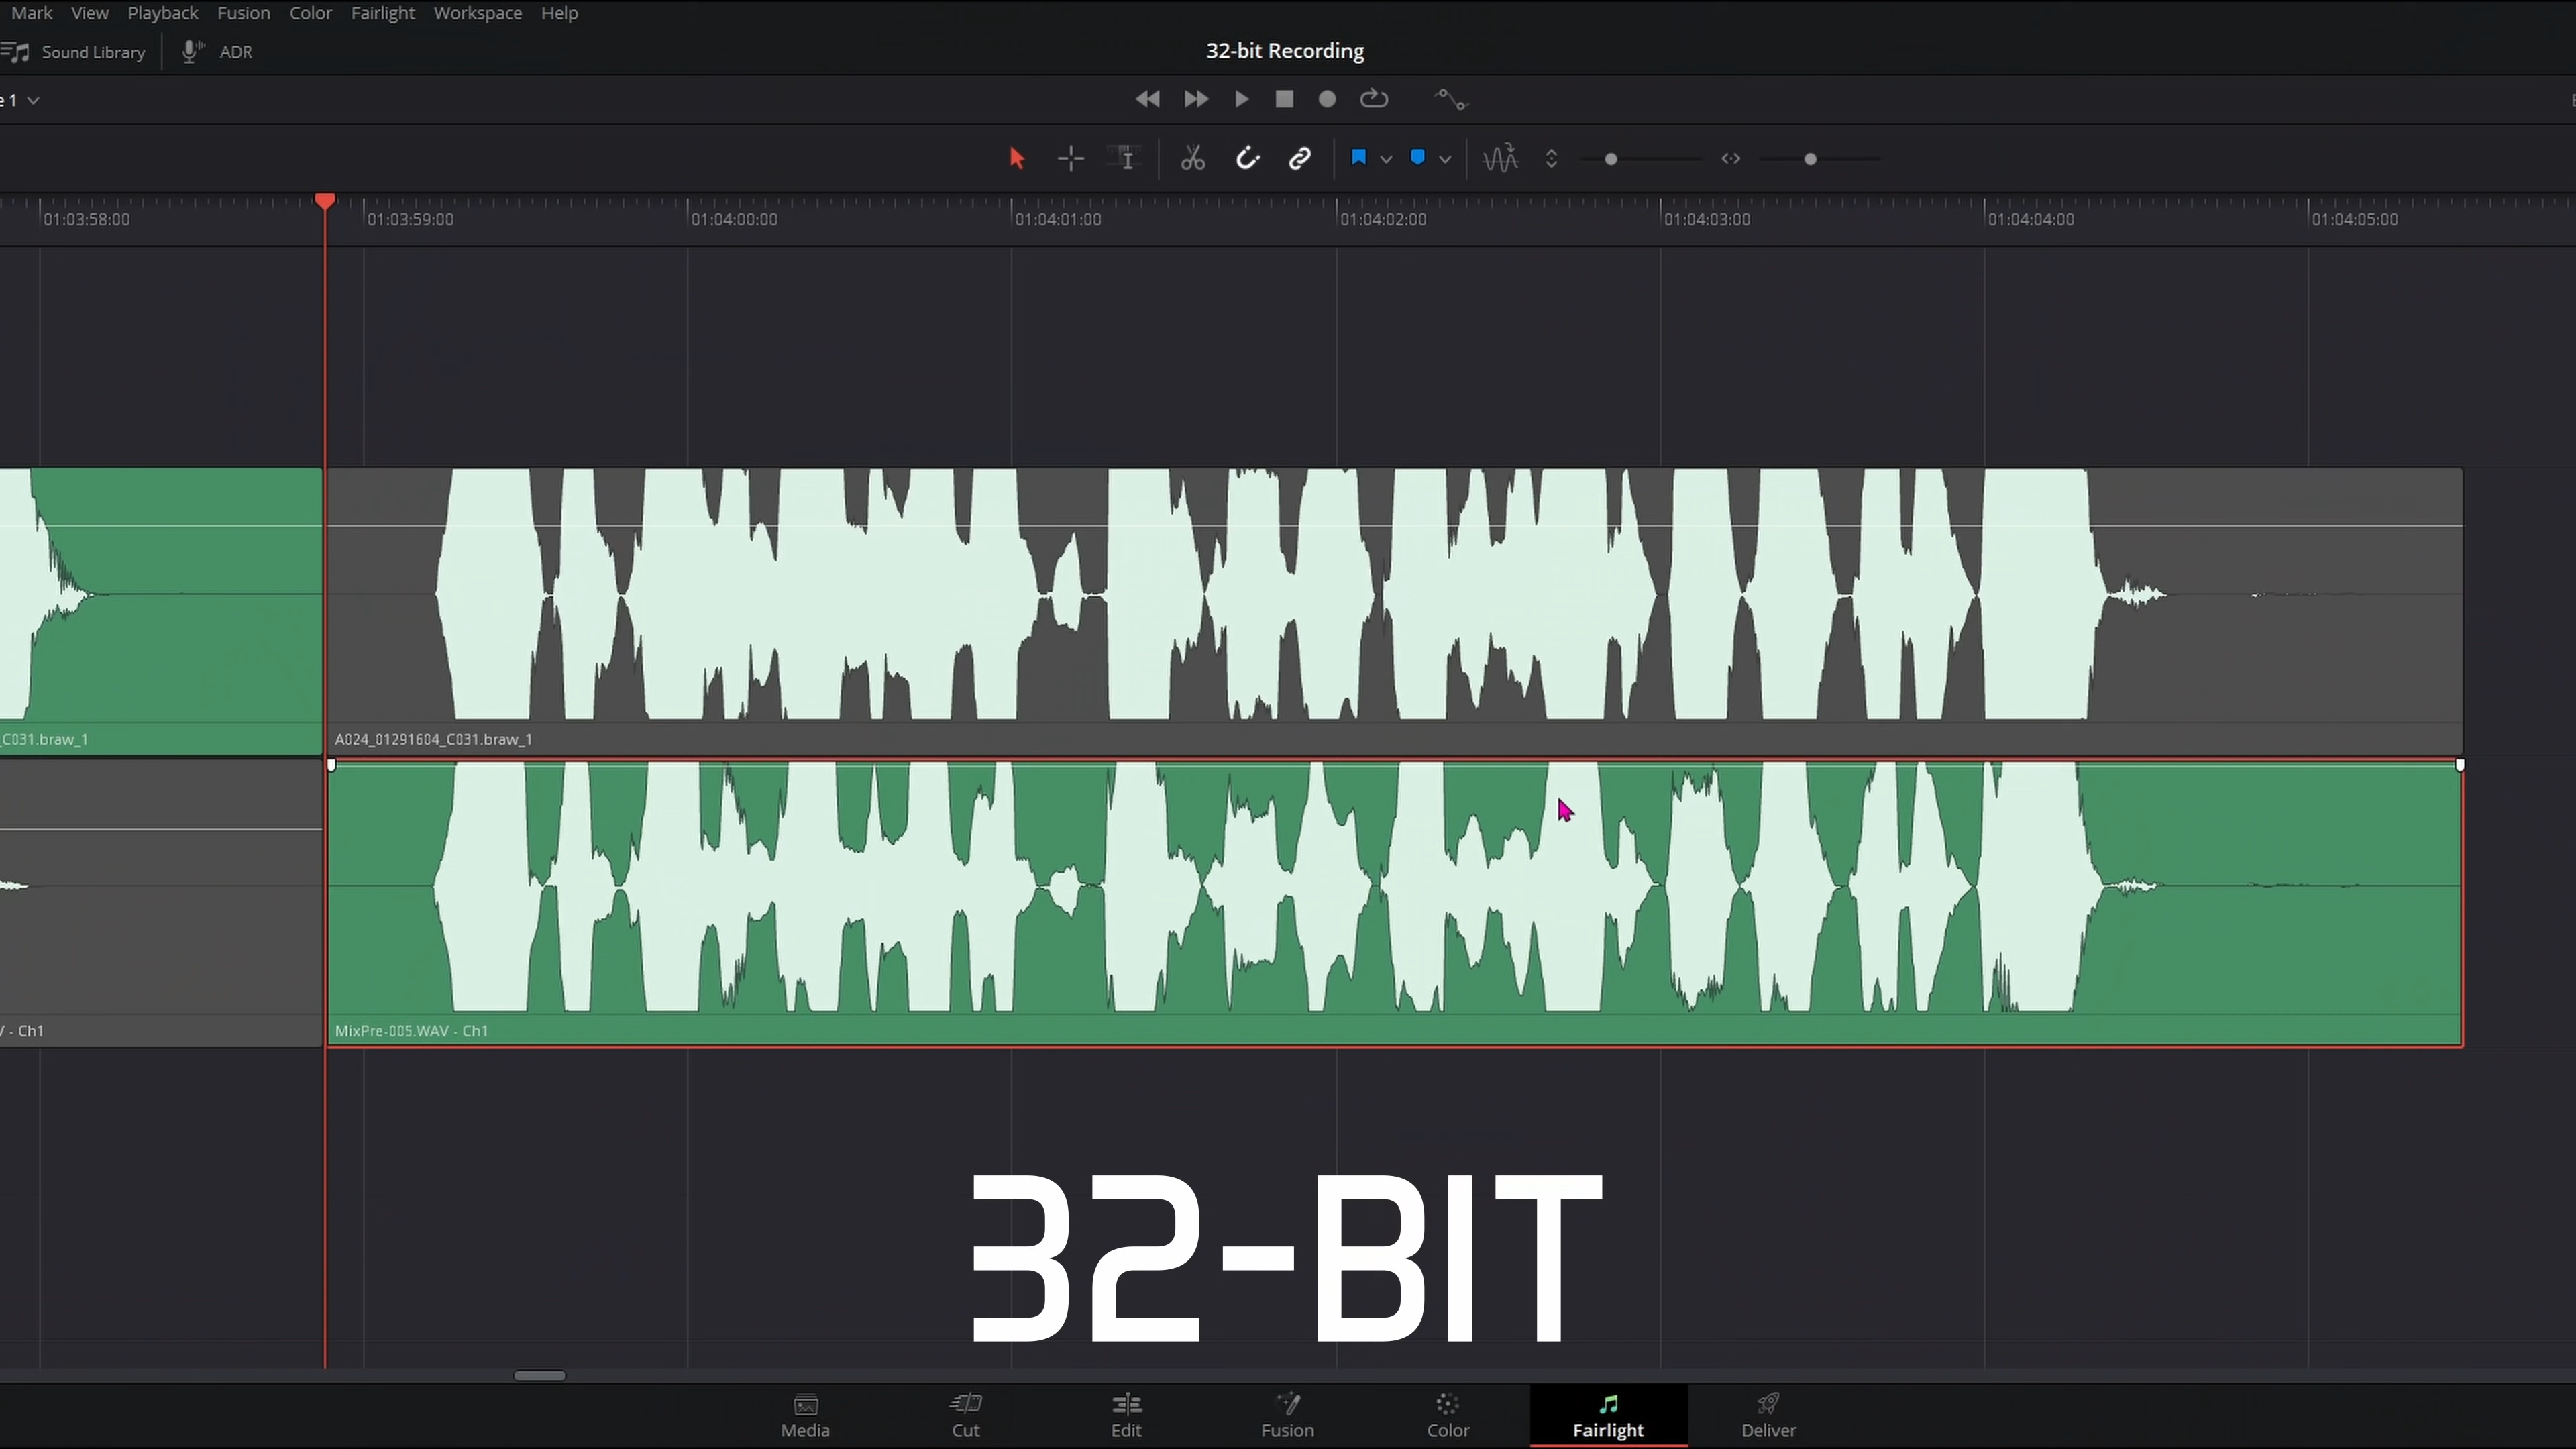 Mark View Playback Fusion Color Fairlight Workspace Help
Sound Library ADR
32-bit Recording
e 1
01:03:58:00 01:03:59:00 01:04:00:00 01:04:01:00 01:04:02:00 01:04:03:00 01:04:04:00 01:04:05:00
_C031.braw_1
A024_01291604_C031.braw_1
/ - Ch1
MixPre-005.WAV - Ch1
32-BIT
Media Cut Edit Fusion Color Fairlight Deliver